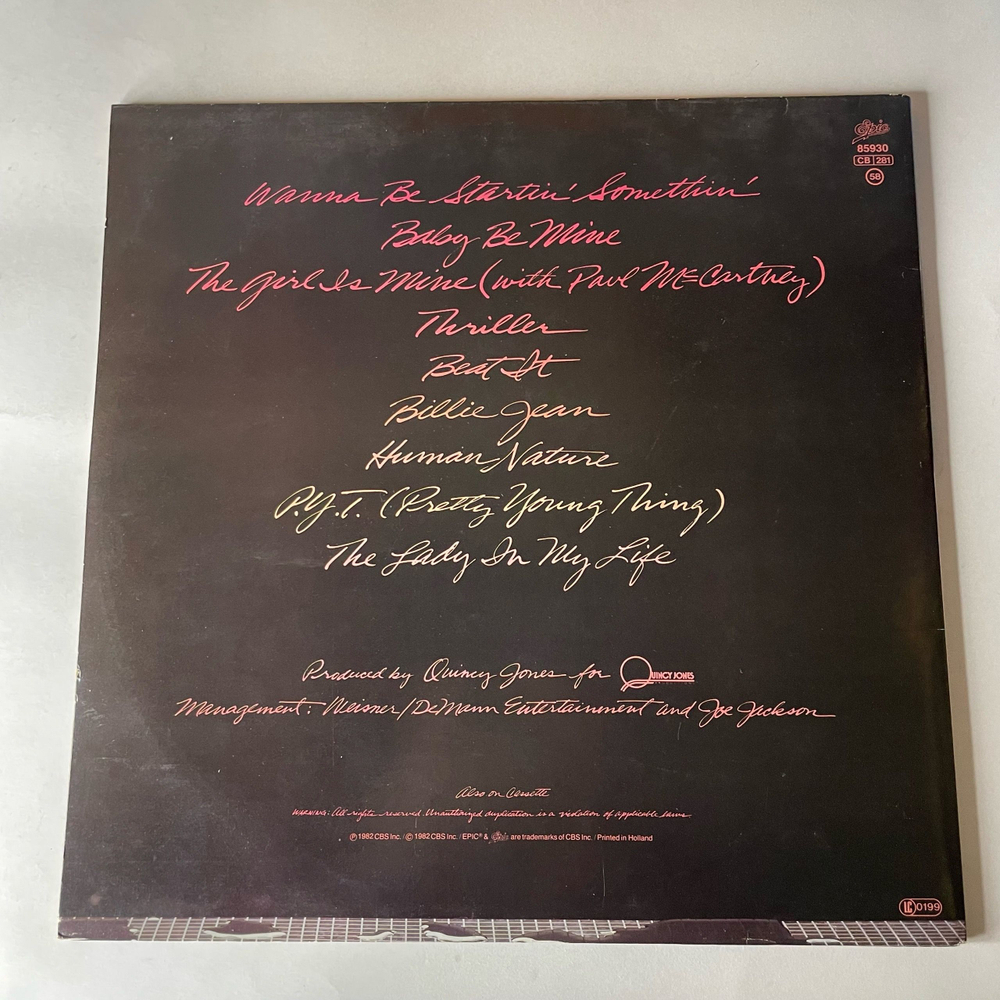 Epic
85930
CB 281
58
Wanna Be Startin' Somethin'
Baby Be Mine
The Girl Is Mine (with Paul McCartney)
Thriller
Beat It
Billie Jean
Human Nature
P.Y.T. (Pretty Young Thing)
The Lady In My Life
Produced by Quincy Jones for QUINCY JONES
Management: Weisner/DeMann Entertainment and Joe Jackson
Also on Cassette
WARNING: All rights reserved. Unauthorized duplication is a violation of applicable laws.
℗ 1982 CBS Inc. / © 1982 CBS Inc. / EPIC® & Epic are trademarks of CBS Inc. / Printed in Holland
LC 0199